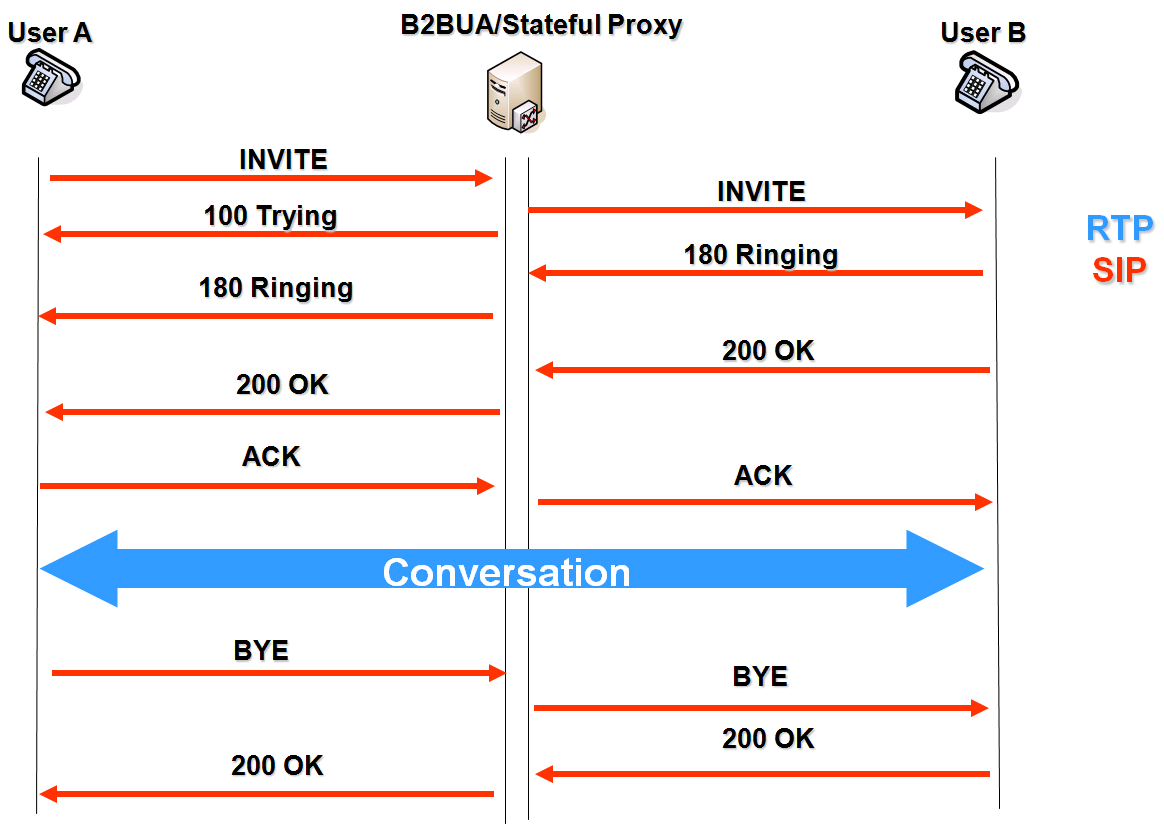 User A
B2BUA/Stateful Proxy
User B
INVITE
INVITE
100 Trying
RTP
180 Ringing
SIP
180 Ringing
200 OK
200 OK
ACK
ACK
Conversation
BYE
BYE
200 OK
200 OK